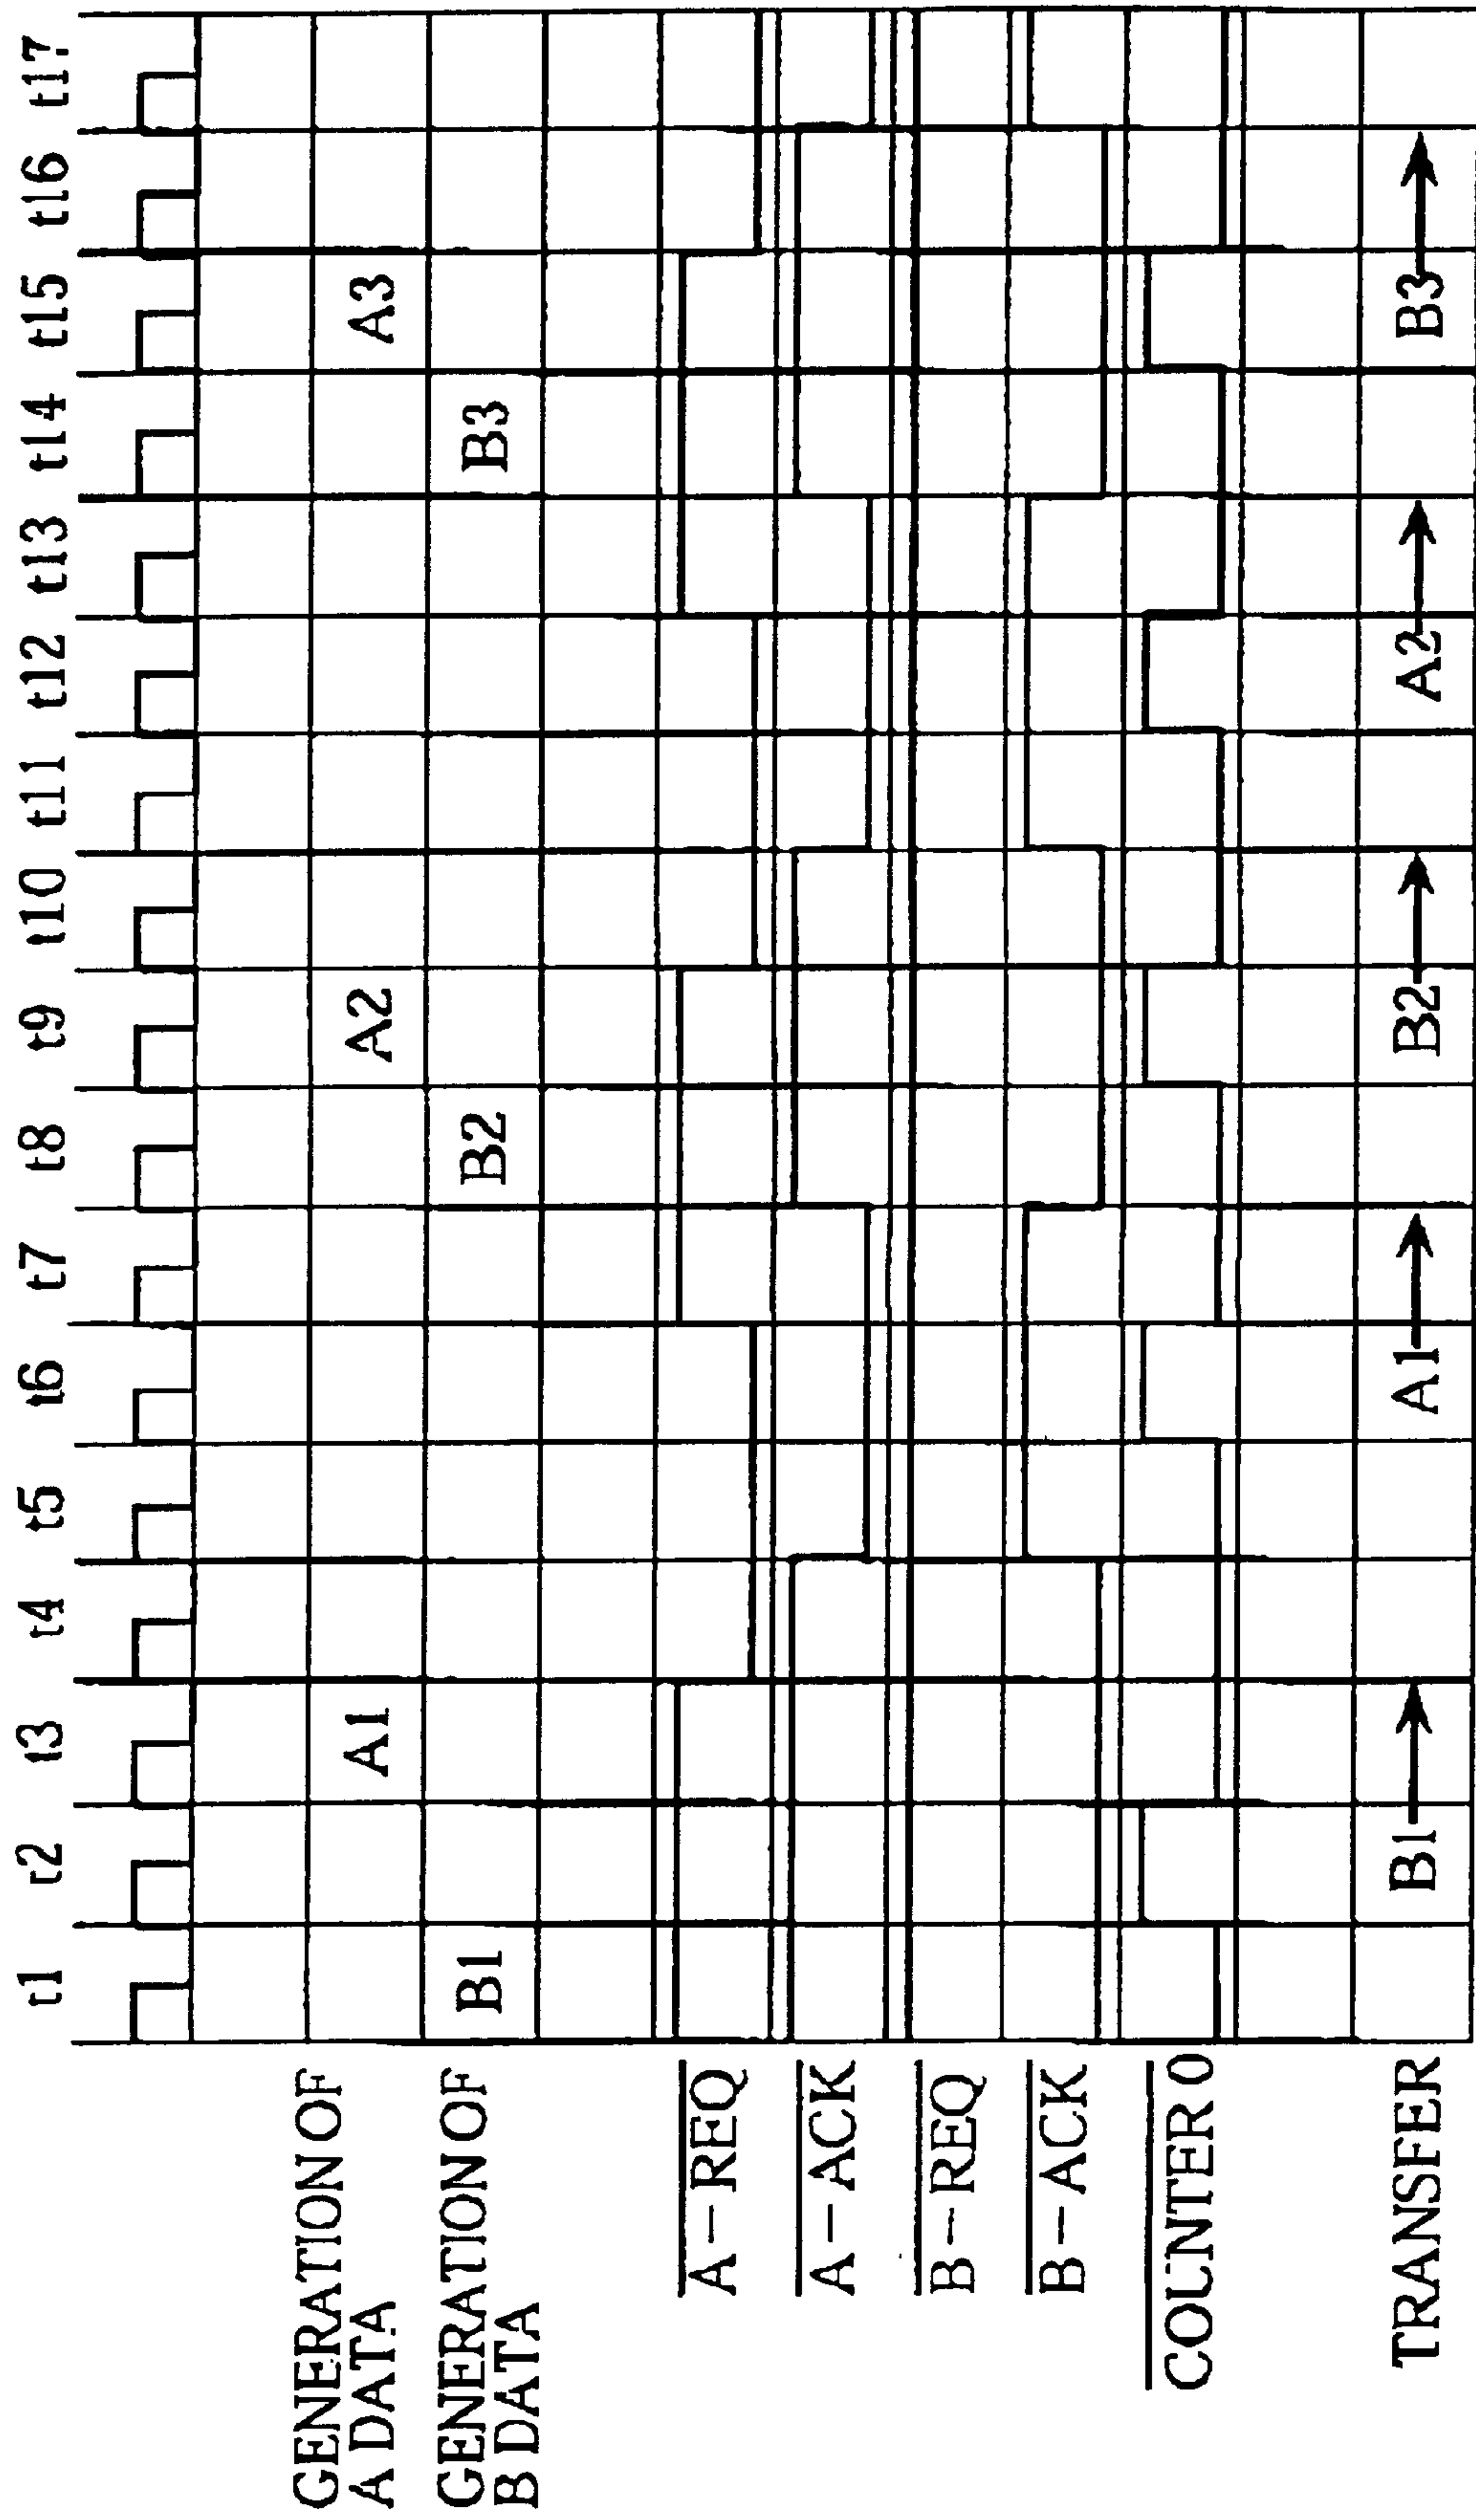 t1 t2 t3 t4 t5 t6 t7 t8 t9 t10 t11 t12 t13 t14 t15 t16 t17
GENERATION OF
A DATA
A1 A2 A3
GENERATION OF
B DATA
B1 B2 B3
A-REQ
A-ACK
B-REQ
B-ACK
COUNTER 0
TRANSFER
B1 A1 B2 A2 B3